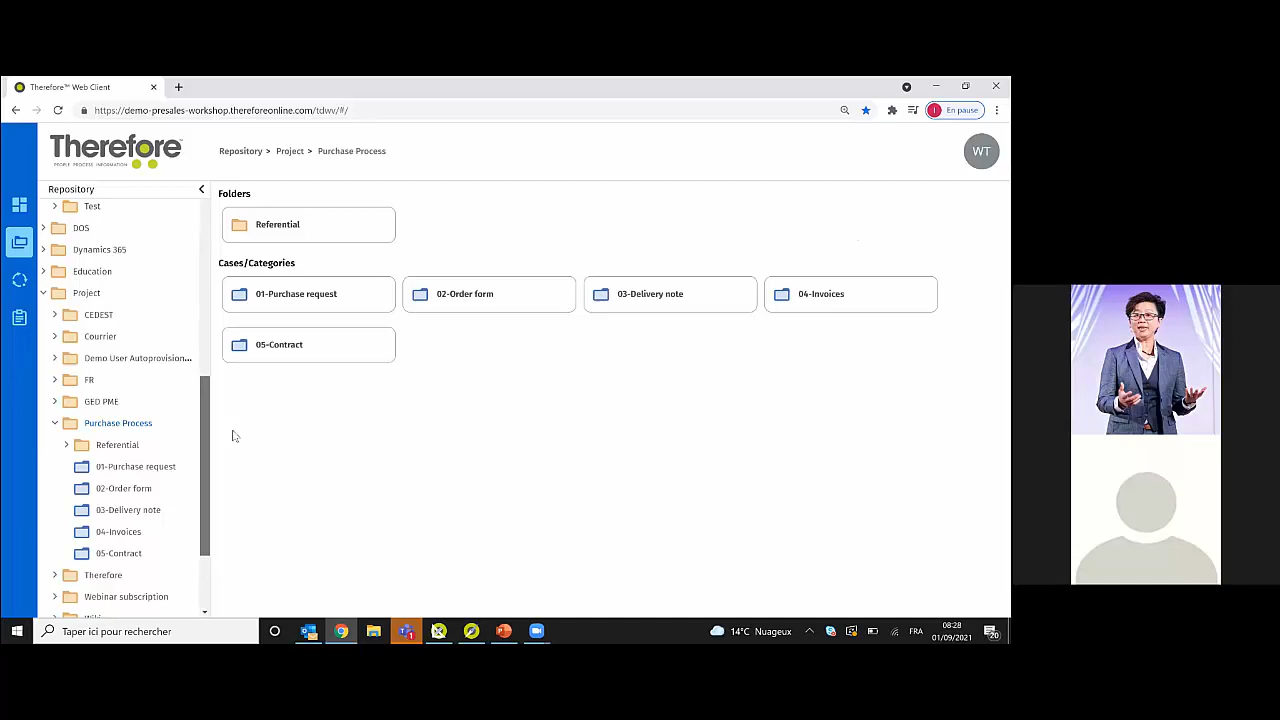 Therefore™ Web Client
https://demo-presales-workshop.thereforeonline.com/tdwv/#/
En pause
Therefore™
PEOPLE PROCESS INFORMATION
Repository > Project > Purchase Process
WT
Repository
Test
DOS
Dynamics 365
Education
Project
CEDEST
Courrier
Demo User Autoprovision...
FR
GED PME
Purchase Process
Referential
01-Purchase request
02-Order form
03-Delivery note
04-Invoices
05-Contract
Therefore
Webinar subscription
Folders
Referential
Cases/Categories
01-Purchase request
02-Order form
03-Delivery note
04-Invoices
05-Contract
Taper ici pour rechercher
14°C Nuageux
FRA
08:28
01/09/2021
20